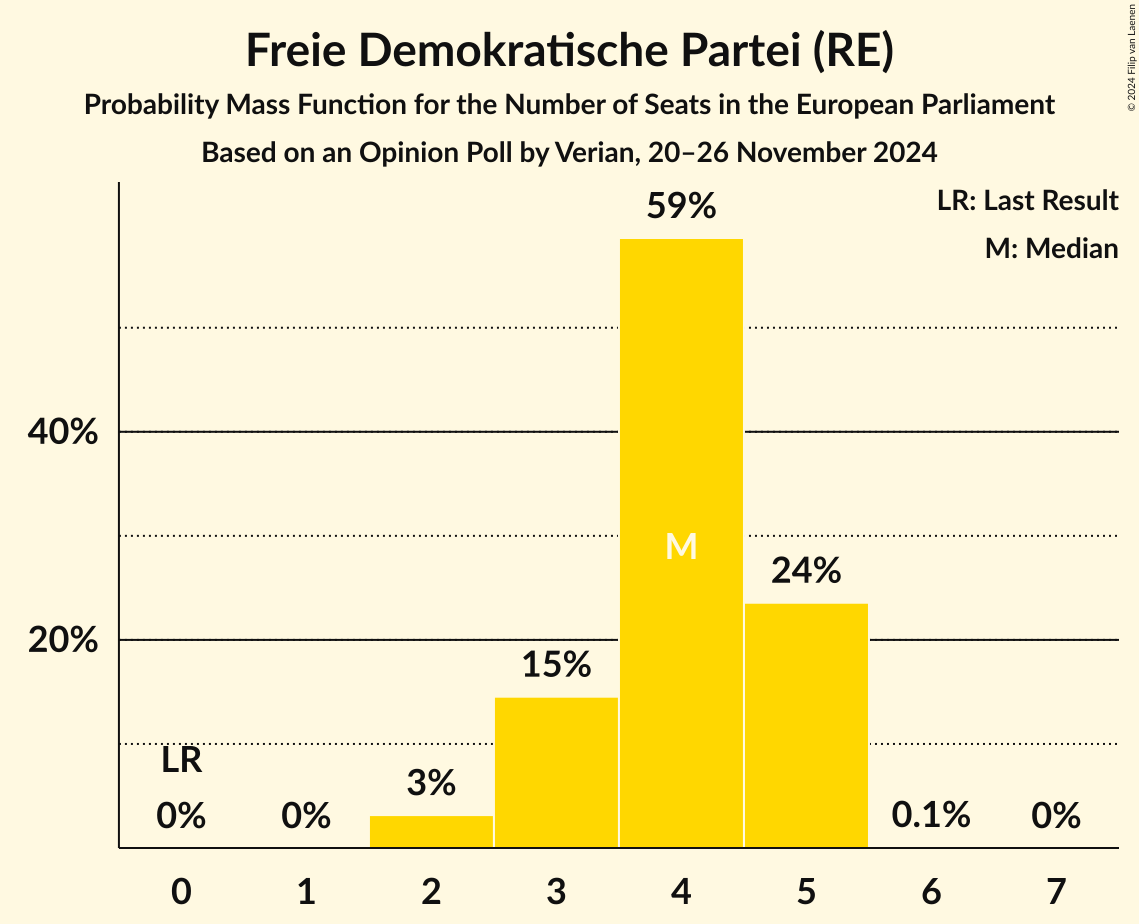 Freie Demokratische Partei (RE)
Probability Mass Function for the Number of Seats in the European Parliament
Based on an Opinion Poll by Verian, 20–26 November 2024
© 2024 Filip van Laenen
LR: Last Result
M: Median
59%
40%
M
24%
20%
15%
LR
3%
0%
0%
0.1%
0%
0
1
2
3
4
5
6
7